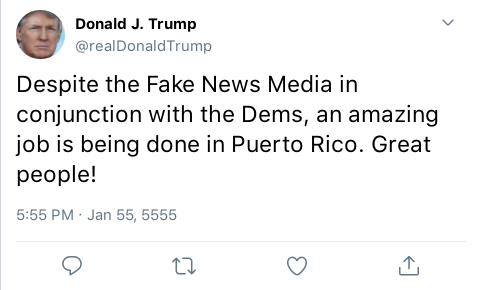 Donald J. Trump
@realDonaldTrump
Despite the Fake News Media in
conjunction with the Dems, an amazing
job is being done in Puerto Rico. Great
people!
5:55 PM · Jan 55, 5555